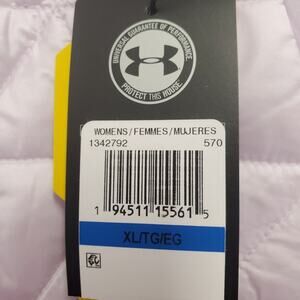 UNIVERSAL GUARANTEE OF PERFORMANCE
PROTECT THIS HOUSE
WOMENS / FEMMES / MUJERES
1342792 570
1 94511 15561 5
XL/TG/EG